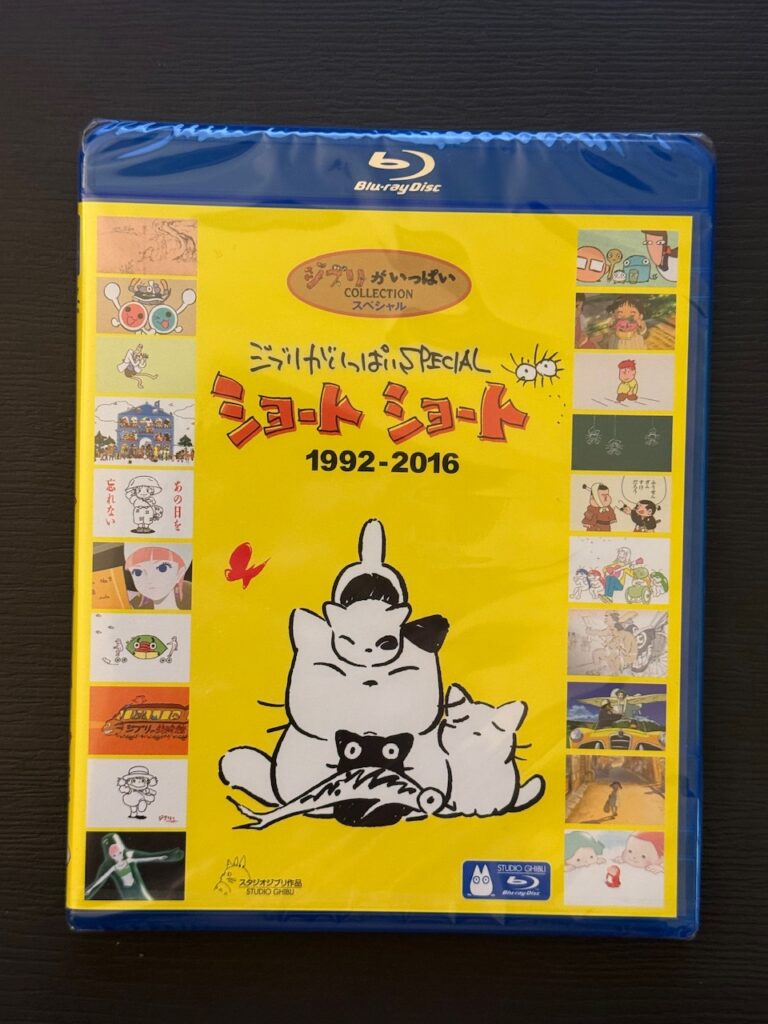 Blu-ray Disc
ジブリがいっぱい
COLLECTION
スペシャル
ジブリがいっぱいSPECIAL
ショート ショート
1992-2016
あの日を
忘れない
スタジオジブリ作品
STUDIO GHIBLI
STUDIO GHIBLI
Blu-ray Disc